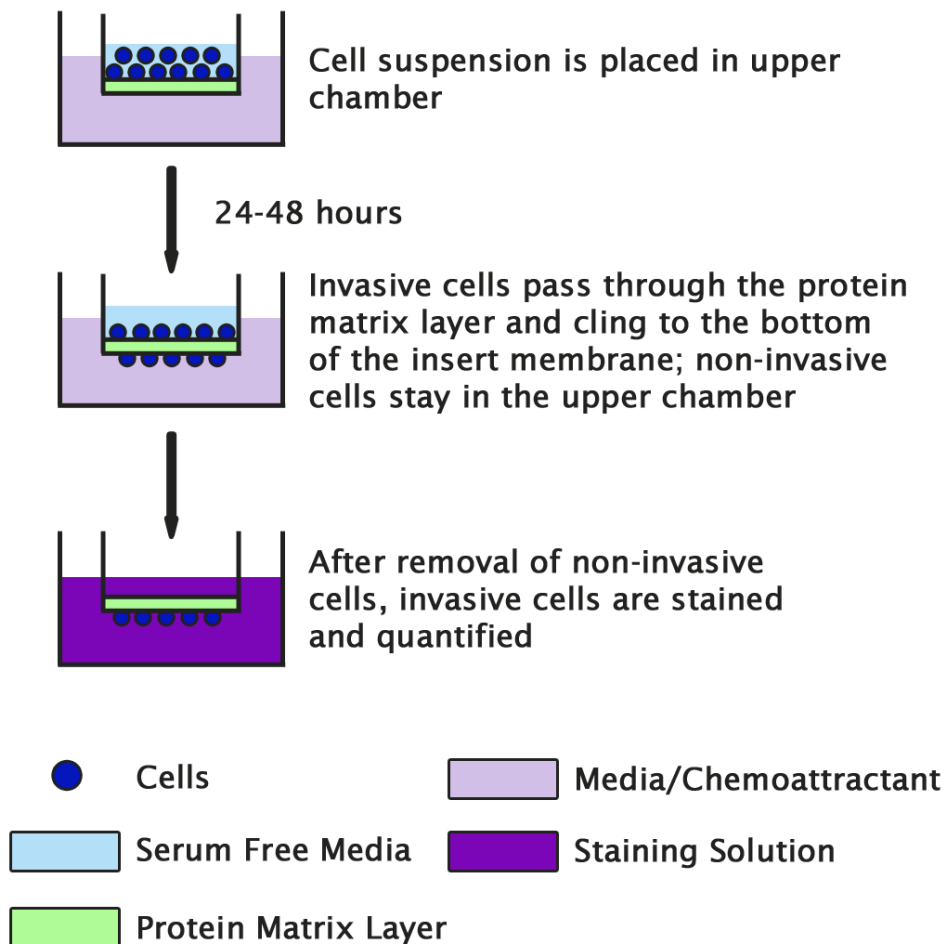 Cell suspension is placed in upper
chamber
24-48 hours
Invasive cells pass through the protein
matrix layer and cling to the bottom
of the insert membrane; non-invasive
cells stay in the upper chamber
After removal of non-invasive
cells, invasive cells are stained
and quantified
Cells
Media/Chemoattractant
Serum Free Media
Staining Solution
Protein Matrix Layer